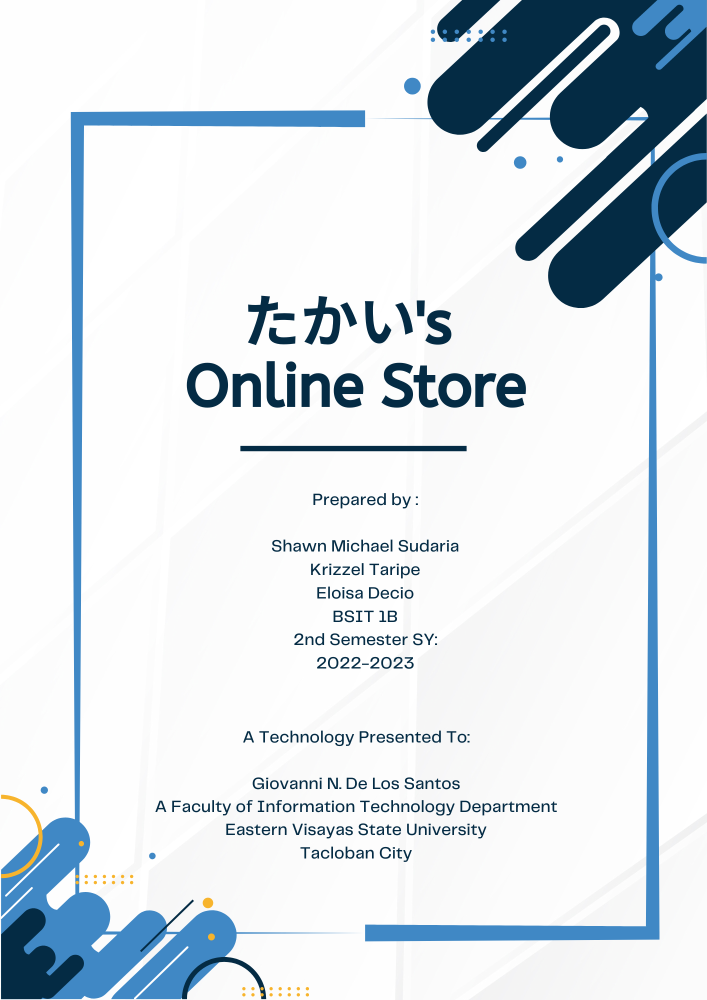 たかい's
Online Store
Prepared by :
Shawn Michael Sudaria
Krizzel Taripe
Eloisa Decio
BSIT 1B
2nd Semester SY:
2022-2023
A Technology Presented To:
Giovanni N. De Los Santos
A Faculty of Information Technology Department
Eastern Visayas State University
Tacloban City